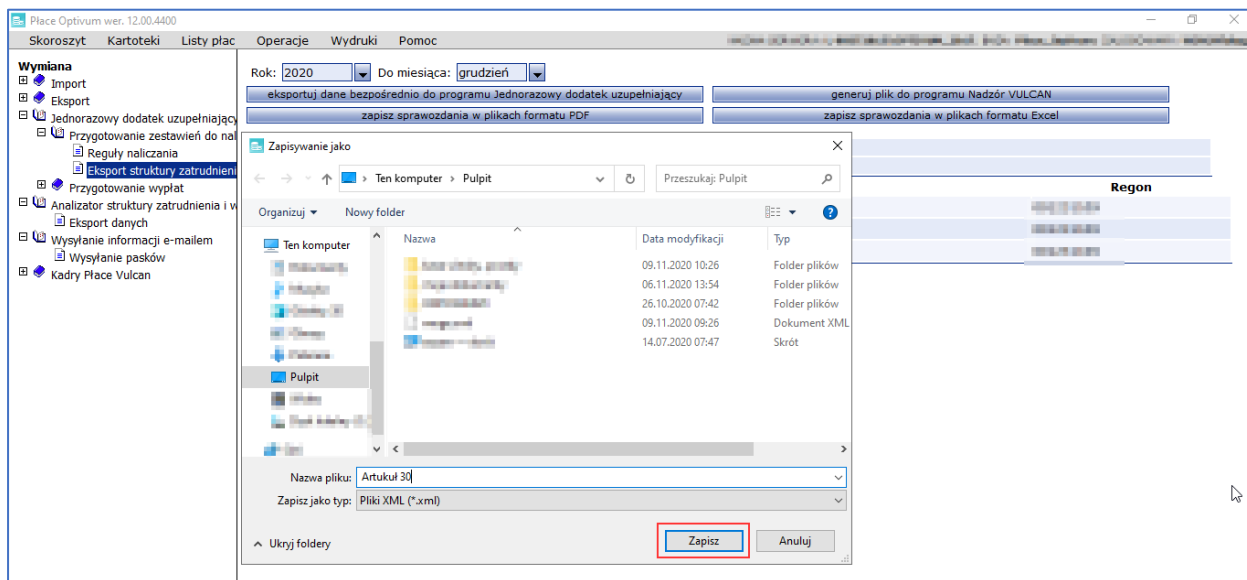 Płace Optivum wer. 12.00.4400
Skoroszyt Kartoteki Listy płac Operacje Wydruki Pomoc
Wymiana
Import
Eksport
Jednorazowy dodatek uzupełniający
Przygotowanie zestawień do nal
Reguły naliczania
Eksport struktury zatrudnieni
Przygotowanie wypłat
Analizator struktury zatrudnienia i w
Eksport danych
Wysyłanie informacji e-mailem
Wysyłanie pasków
Kadry Płace Vulcan
Rok: 2020 Do miesiąca: grudzień
eksportuj dane bezpośrednio do programu Jednorazowy dodatek uzupełniający
generuj plik do programu Nadzór VULCAN
zapisz sprawozdania w plikach formatu PDF
zapisz sprawozdania w plikach formatu Excel
Regon
Zapisywanie jako
Ten komputer > Pulpit
Przeszukaj: Pulpit
Organizuj Nowy folder
Ten komputer
Pulpit
Nazwa Data modyfikacji Typ
09.11.2020 10:26 Folder plików
06.11.2020 13:54 Folder plików
26.10.2020 07:42 Folder plików
09.11.2020 09:26 Dokument XML
14.07.2020 07:47 Skrót
Nazwa pliku: Artukuł 30
Zapisz jako typ: Pliki XML (*.xml)
Ukryj foldery
Zapisz Anuluj